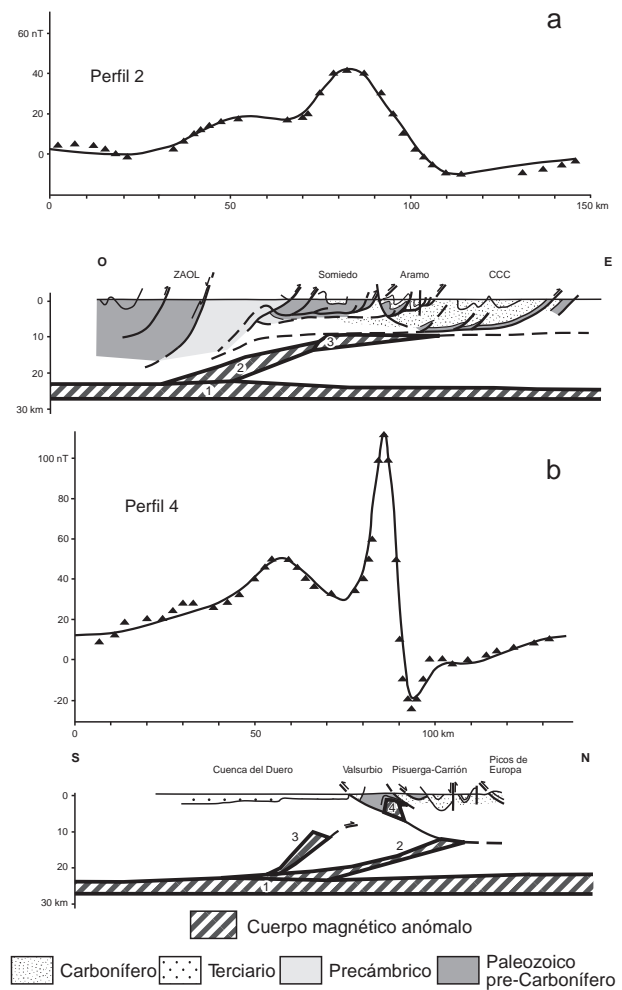 a
60 nT
Perfil 2
40
20
0
0
50
100
150 km
O
E
ZAOL
Somiedo
Aramo
CCC
0
10
20
30 km
3
2
1
b
100 nT
Perfil 4
80
60
40
20
0
-20
0
50
100 km
S
N
Cuenca del Duero
Valsurbio
Pisuerga-Carrión
Picos de
Europa
0
10
20
30 km
4
3
2
1
Cuerpo magnético anómalo
Carbonífero
Terciario
Precámbrico
Paleozoico
pre-Carbonífero